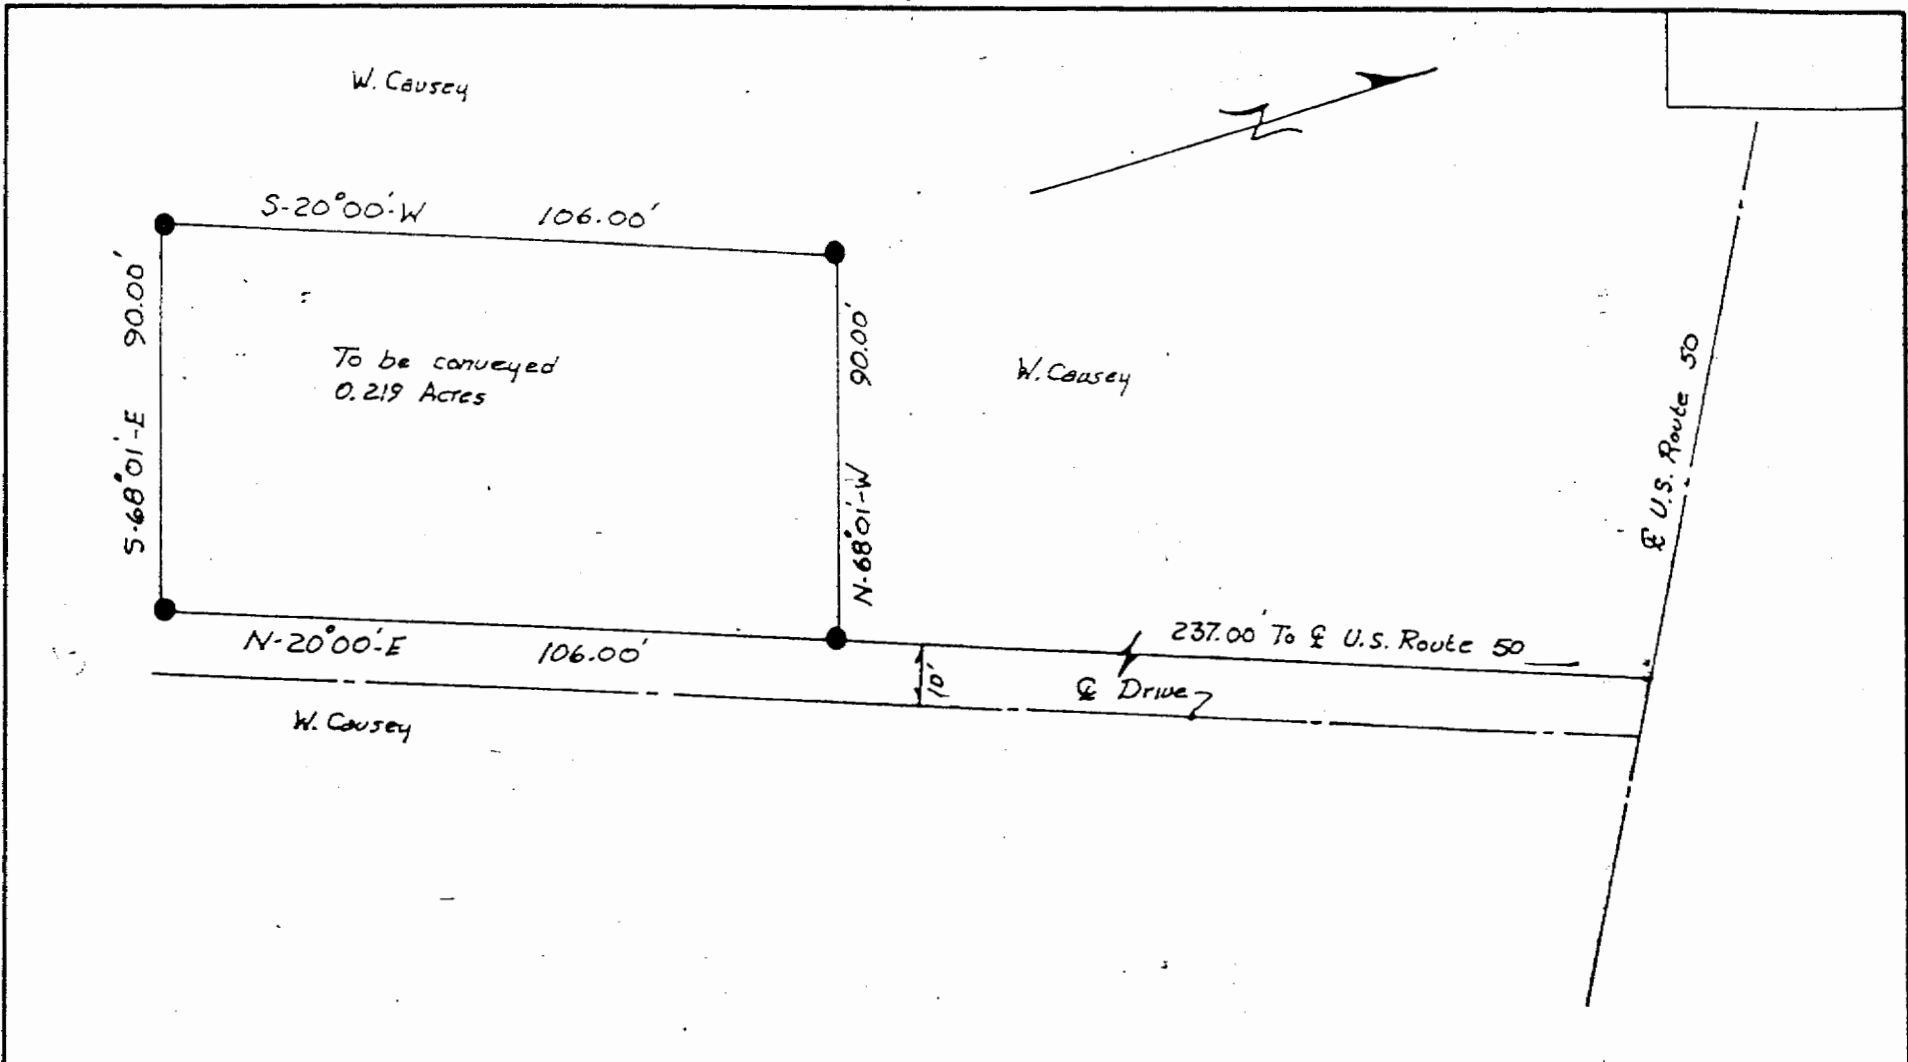 W. Causey
S-20°00'-W 106.00'
90.00'
S-68°01'-E
To be conveyed
0.219 Acres
90.00'
N-68°01'-W
W. Causey
℄ U.S. Route 50
N-20°00'-E 106.00'
237.00' To ℄ U.S. Route 50
10'
℄ Drive
W. Causey